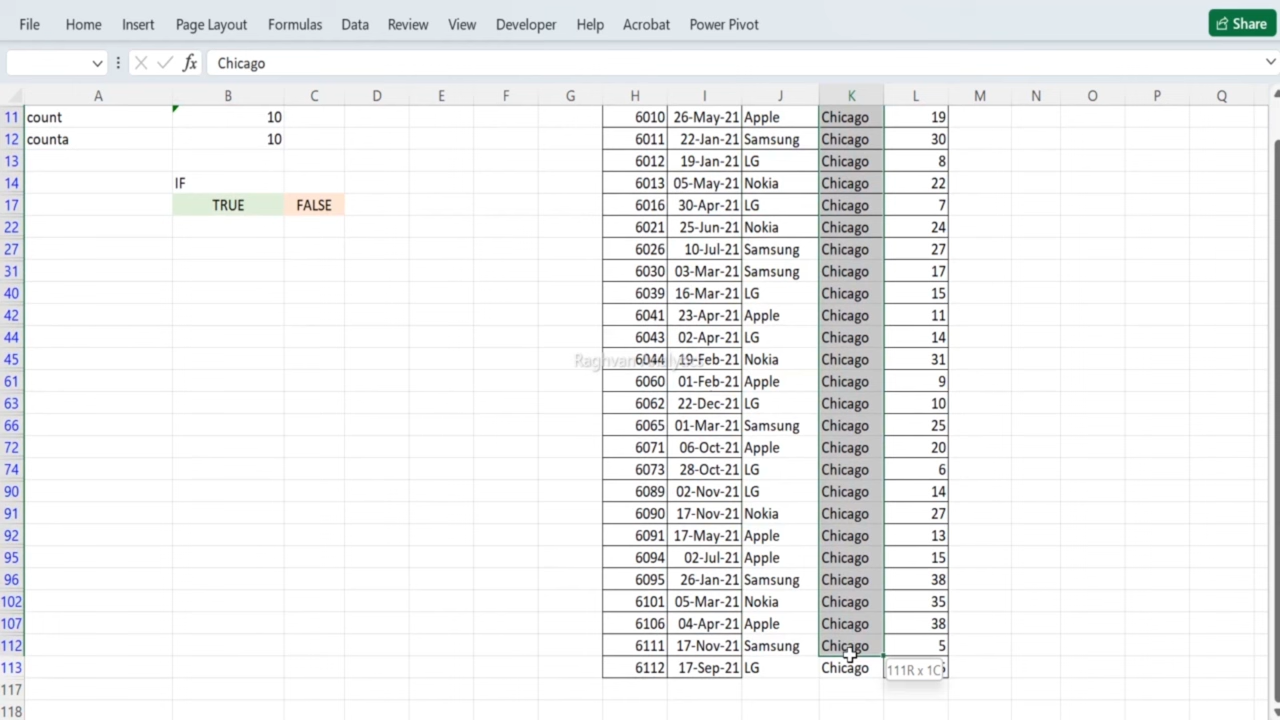 File Home Insert Page Layout Formulas Data Review View Developer Help Acrobat Power Pivot Share
fx Chicago
A B C D E F G H I J K L M N O P Q
11 count 10 6010 26-May-21 Apple Chicago 19
12 counta 10 6011 22-Jan-21 Samsung Chicago 30
13 6012 19-Jan-21 LG Chicago 8
14 IF 6013 05-May-21 Nokia Chicago 22
17 TRUE FALSE 6016 30-Apr-21 LG Chicago 7
22 6021 25-Jun-21 Nokia Chicago 24
27 6026 10-Jul-21 Samsung Chicago 27
31 6030 03-Mar-21 Samsung Chicago 17
40 6039 16-Mar-21 LG Chicago 15
42 6041 23-Apr-21 Apple Chicago 11
44 6043 02-Apr-21 LG Chicago 14
45 6044 19-Feb-21 Nokia Chicago 31
61 6060 01-Feb-21 Apple Chicago 9
63 6062 22-Dec-21 LG Chicago 10
66 6065 01-Mar-21 Samsung Chicago 25
72 6071 06-Oct-21 Apple Chicago 20
74 6073 28-Oct-21 LG Chicago 6
90 6089 02-Nov-21 LG Chicago 14
91 6090 17-Nov-21 Nokia Chicago 27
92 6091 17-May-21 Apple Chicago 13
95 6094 02-Jul-21 Apple Chicago 15
96 6095 26-Jan-21 Samsung Chicago 38
102 6101 05-Mar-21 Nokia Chicago 35
107 6106 04-Apr-21 Apple Chicago 38
112 6111 17-Nov-21 Samsung Chicago 5
113 6112 17-Sep-21 LG Chicago 111R x 1C
117
118